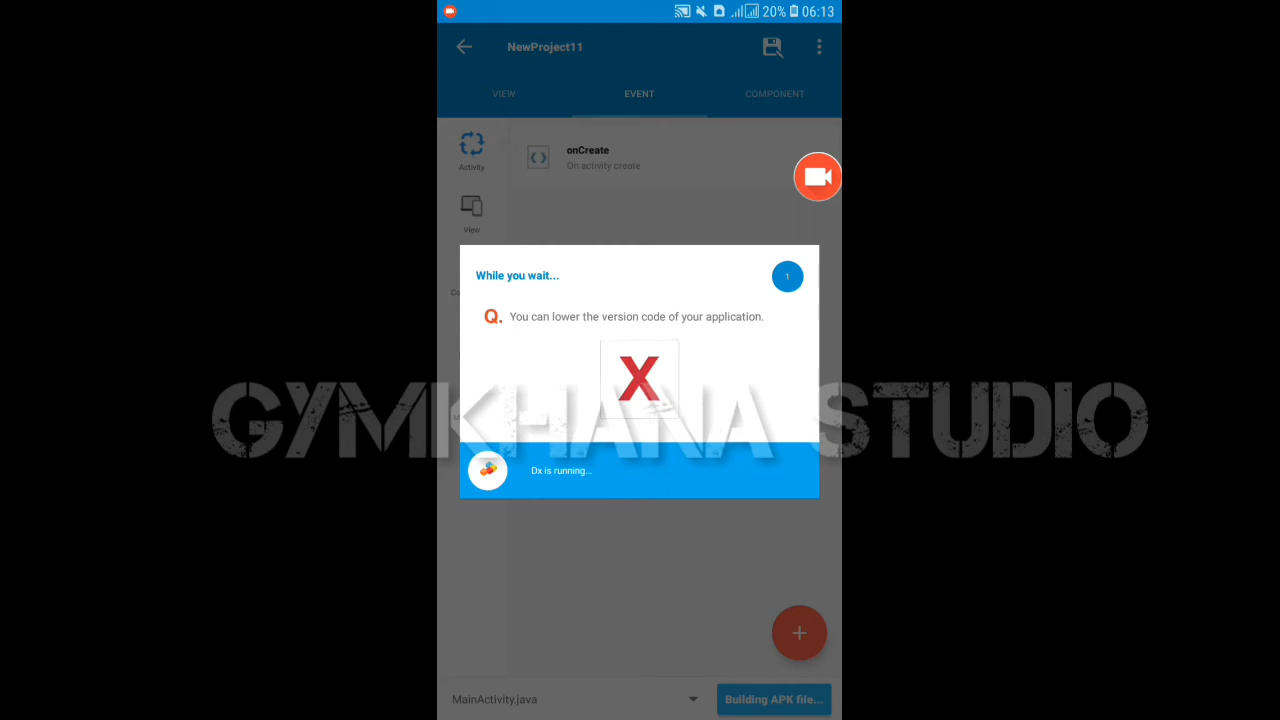 20% 06:13
NewProject11
VIEW EVENT COMPONENT
Activity
onCreate
On activity create
View
While you wait...
1
Q. You can lower the version code of your application.
X
GYMKHANA STUDIO
Dx is running...
+
MainActivity.java
Building APK file...